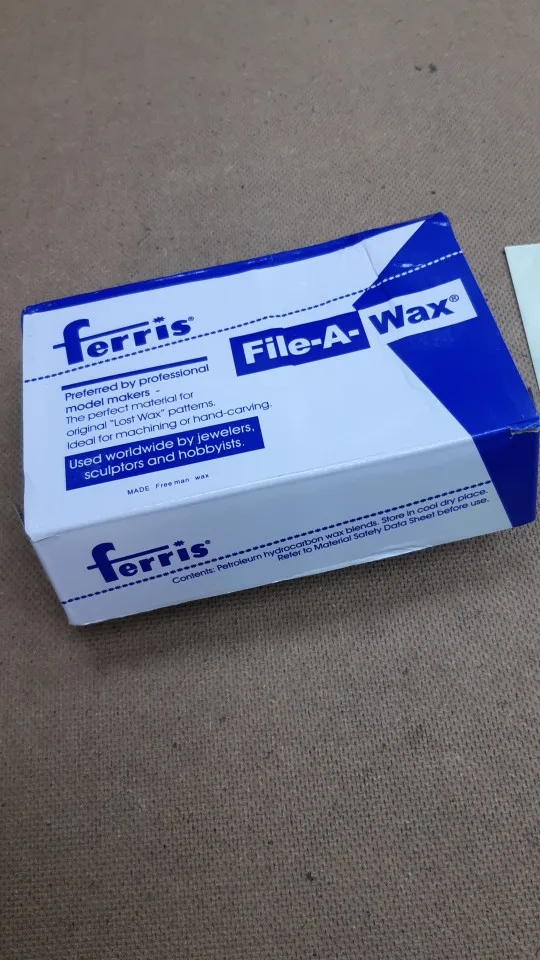 ferris®
File-A-Wax®
Preferred by professional
model makers -
The perfect material for
original "Lost Wax" patterns.
Ideal for machining or hand-carving.
Used worldwide by jewelers,
sculptors and hobbyists.
MADE Free man wax
ferris®
Contents: Petroleum hydrocarbon wax blends. Store in cool dry place.
Refer to Material Safety Data Sheet before use.